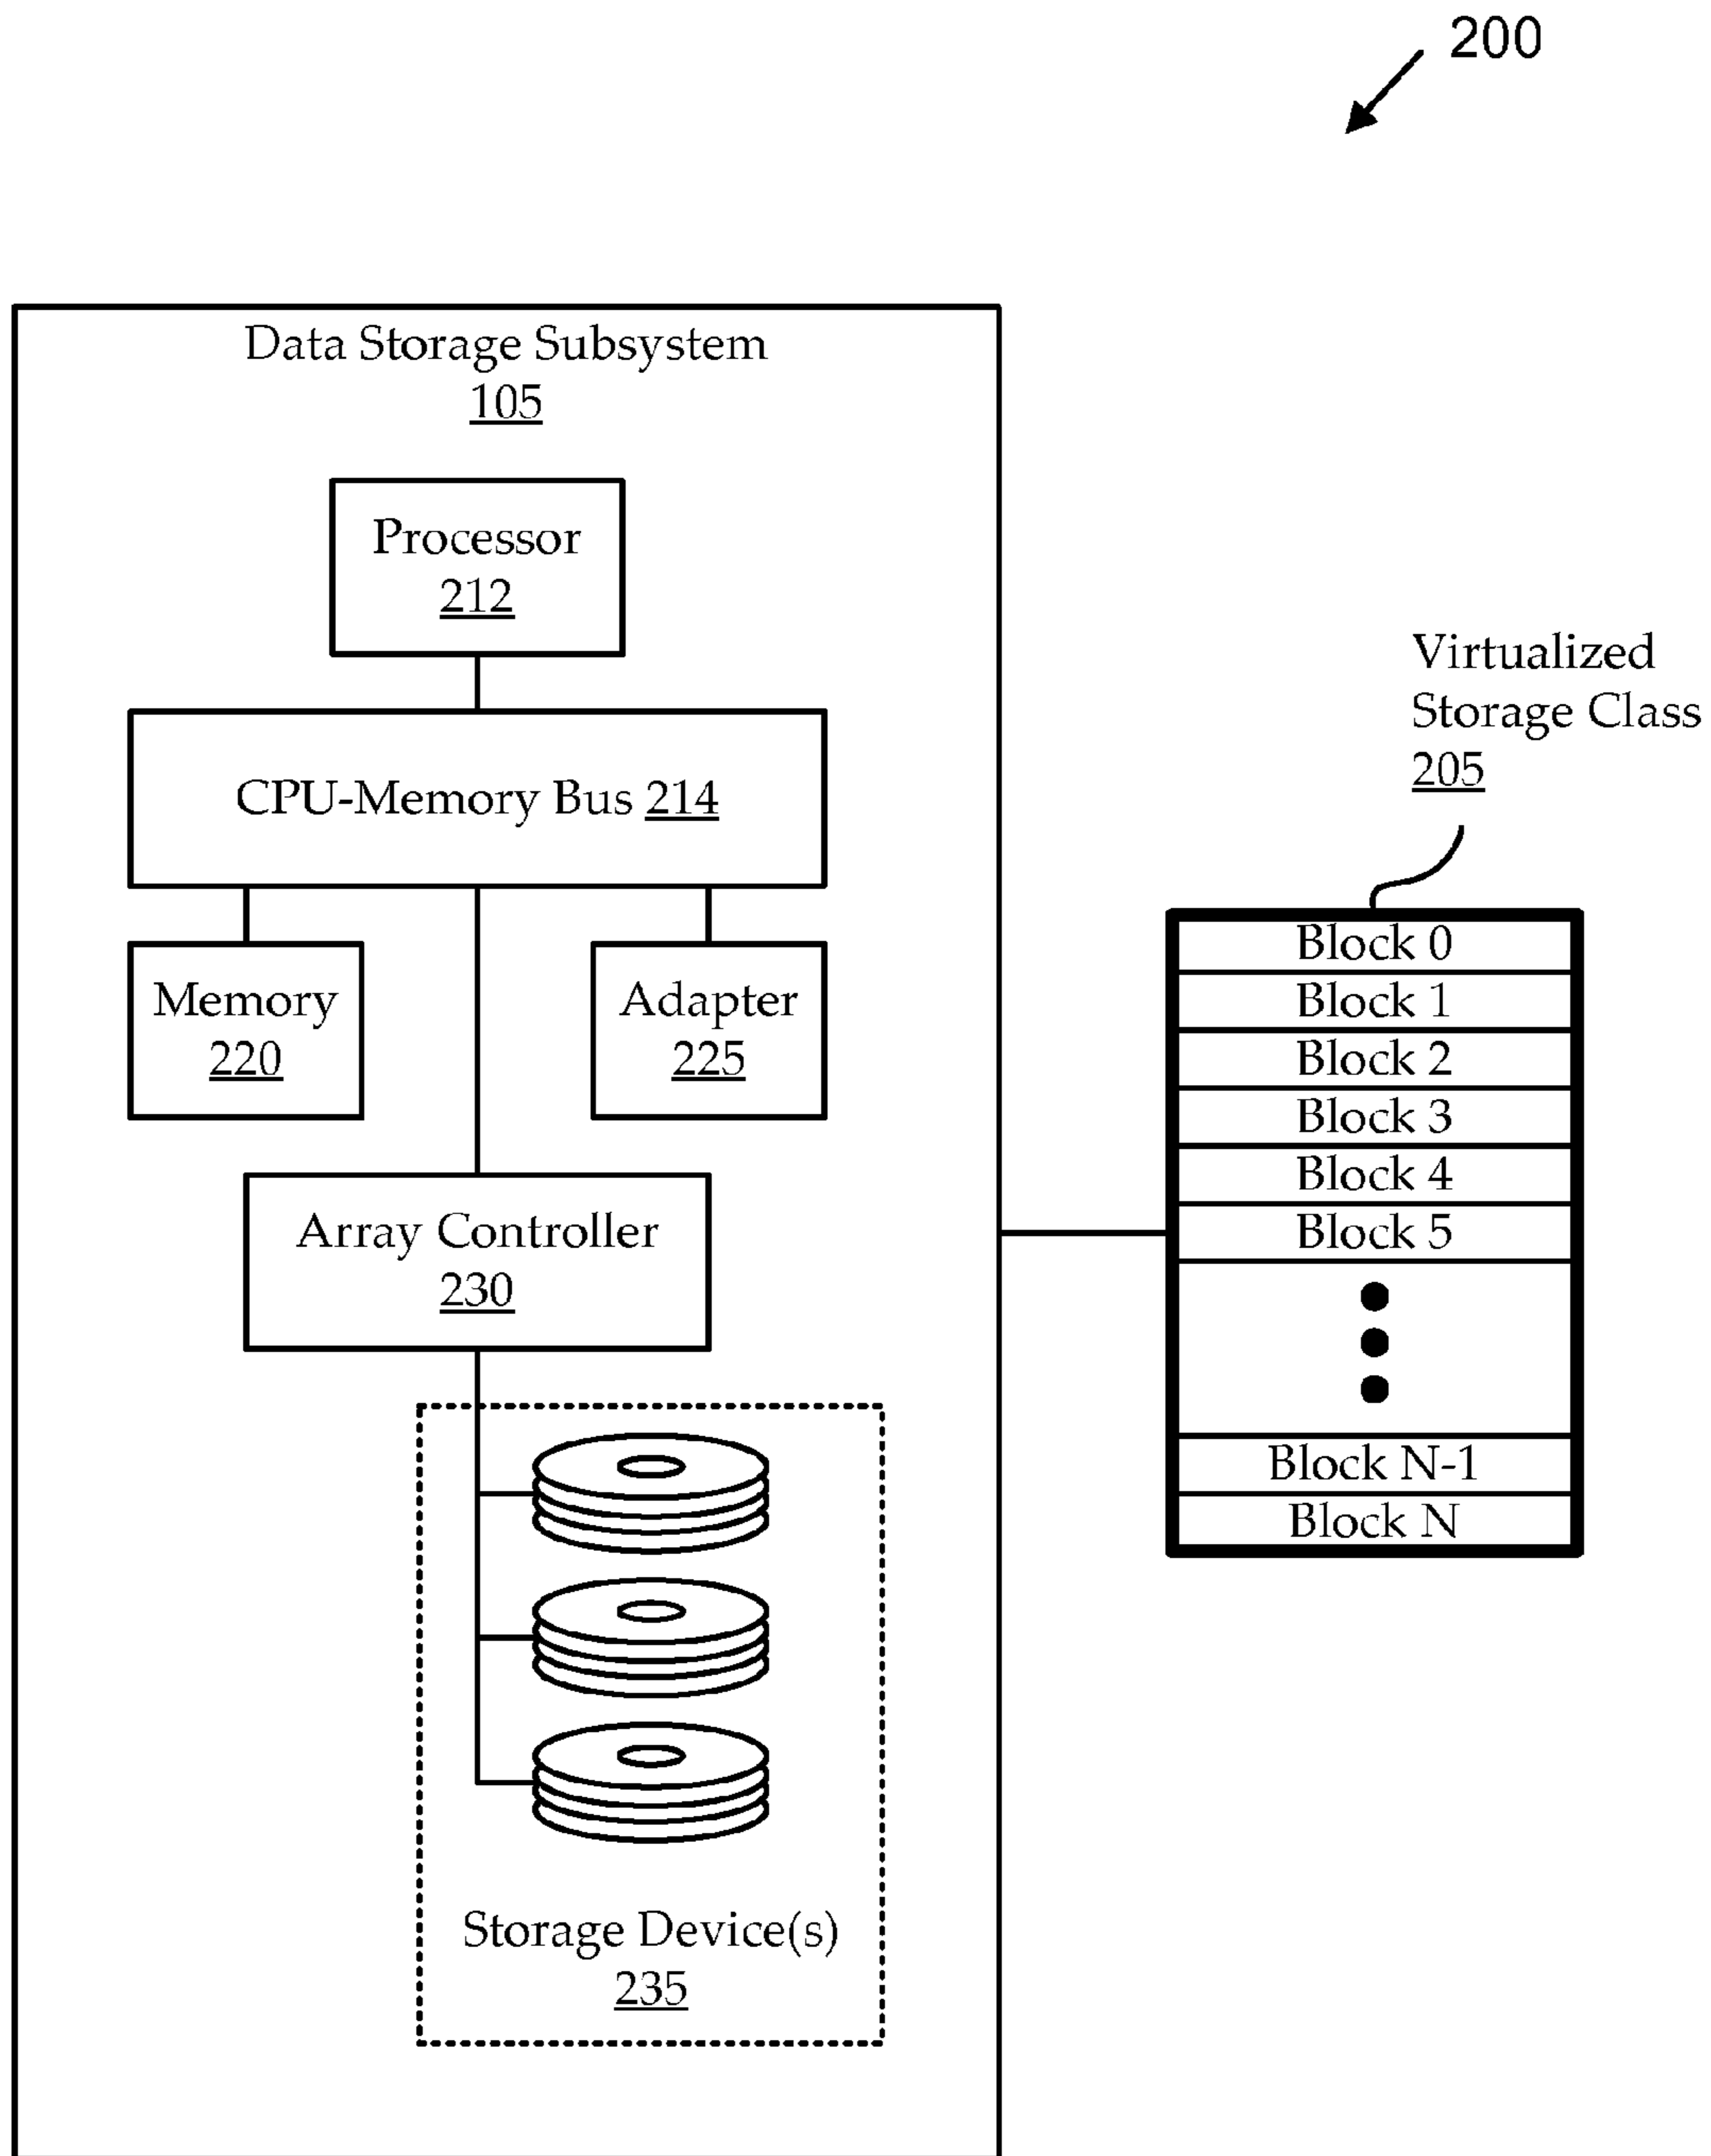 200
Data Storage Subsystem
105
Processor
212
CPU-Memory Bus 214
Memory
220
Adapter
225
Array Controller
230
Storage Device(s)
235
Virtualized
Storage Class
205
Block 0
Block 1
Block 2
Block 3
Block 4
Block 5
Block N-1
Block N